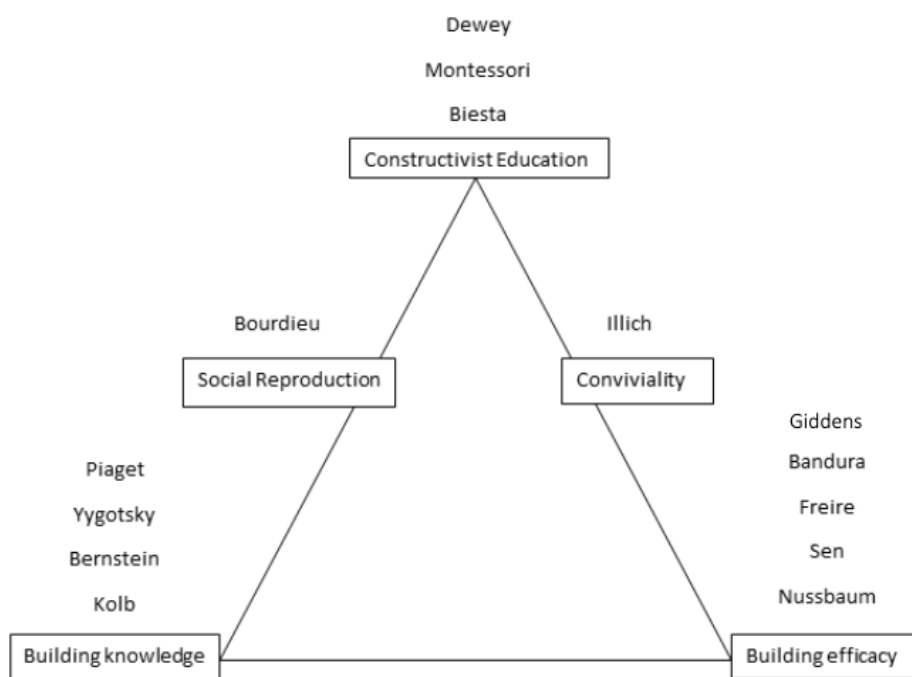 Dewey
Montessori
Biesta
Constructivist Education
Bourdieu
Illich
Social Reproduction
Conviviality
Giddens
Bandura
Freire
Sen
Nussbaum
Piaget
Yygotsky
Bernstein
Kolb
Building knowledge
Building efficacy